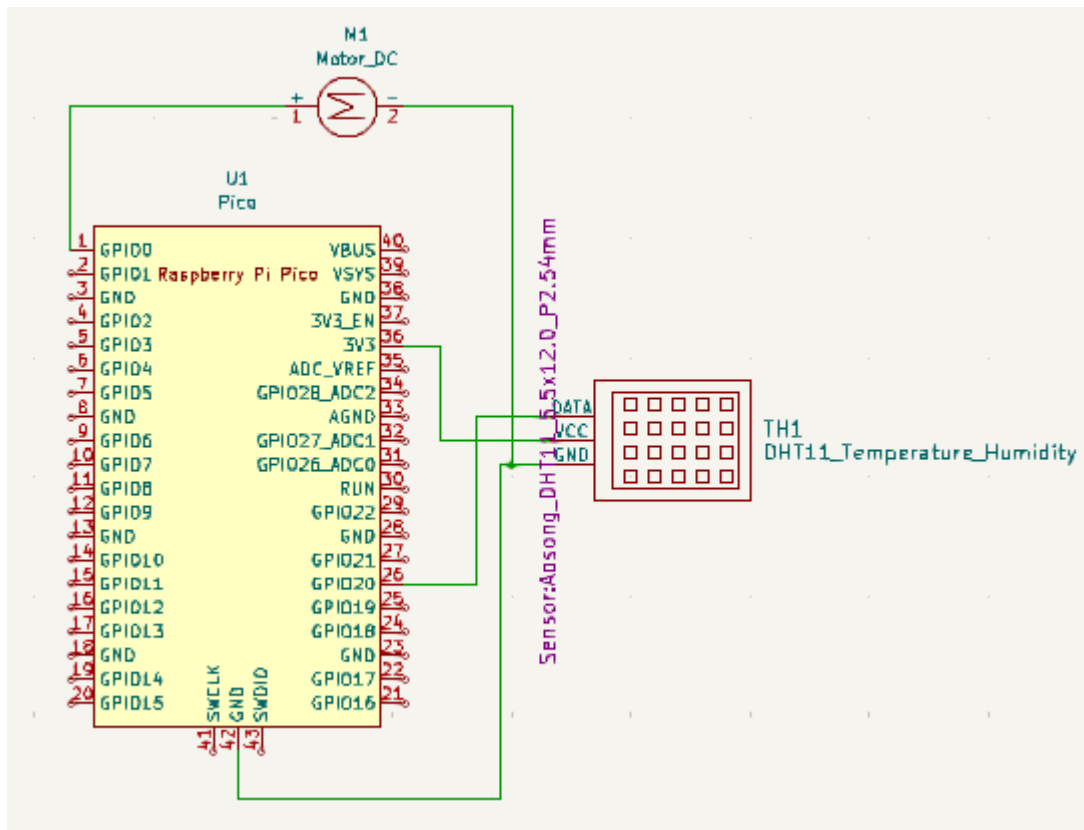 M1
Motor_DC
+
1
-
2
U1
Pico
Raspberry Pi Pico
1 GPIO0
2 GPIO1
3 GND
4 GPIO2
5 GPIO3
6 GPIO4
7 GPIO5
8 GND
9 GPIO6
10 GPIO7
11 GPIO8
12 GPIO9
13 GND
14 GPIO10
15 GPIO11
16 GPIO12
17 GPIO13
18 GND
19 GPIO14
20 GPIO15
VBUS 40
VSYS 39
GND 38
3V3_EN 37
3V3 36
ADC_VREF 35
GPIO28_ADC2 34
AGND 33
GPIO27_ADC1 32
GPIO26_ADC0 31
RUN 30
GPIO22 29
GND 28
GPIO21 27
GPIO20 26
GPIO19 25
GPIO18 24
GND 23
GPIO17 22
GPIO16 21
SWCLK 41
GND 42
SWDIO 43
Sensor:Aosong_DHT11_5.5x12.0_P2.54mm
DATA
VCC
GND
TH1
DHT11_Temperature_Humidity